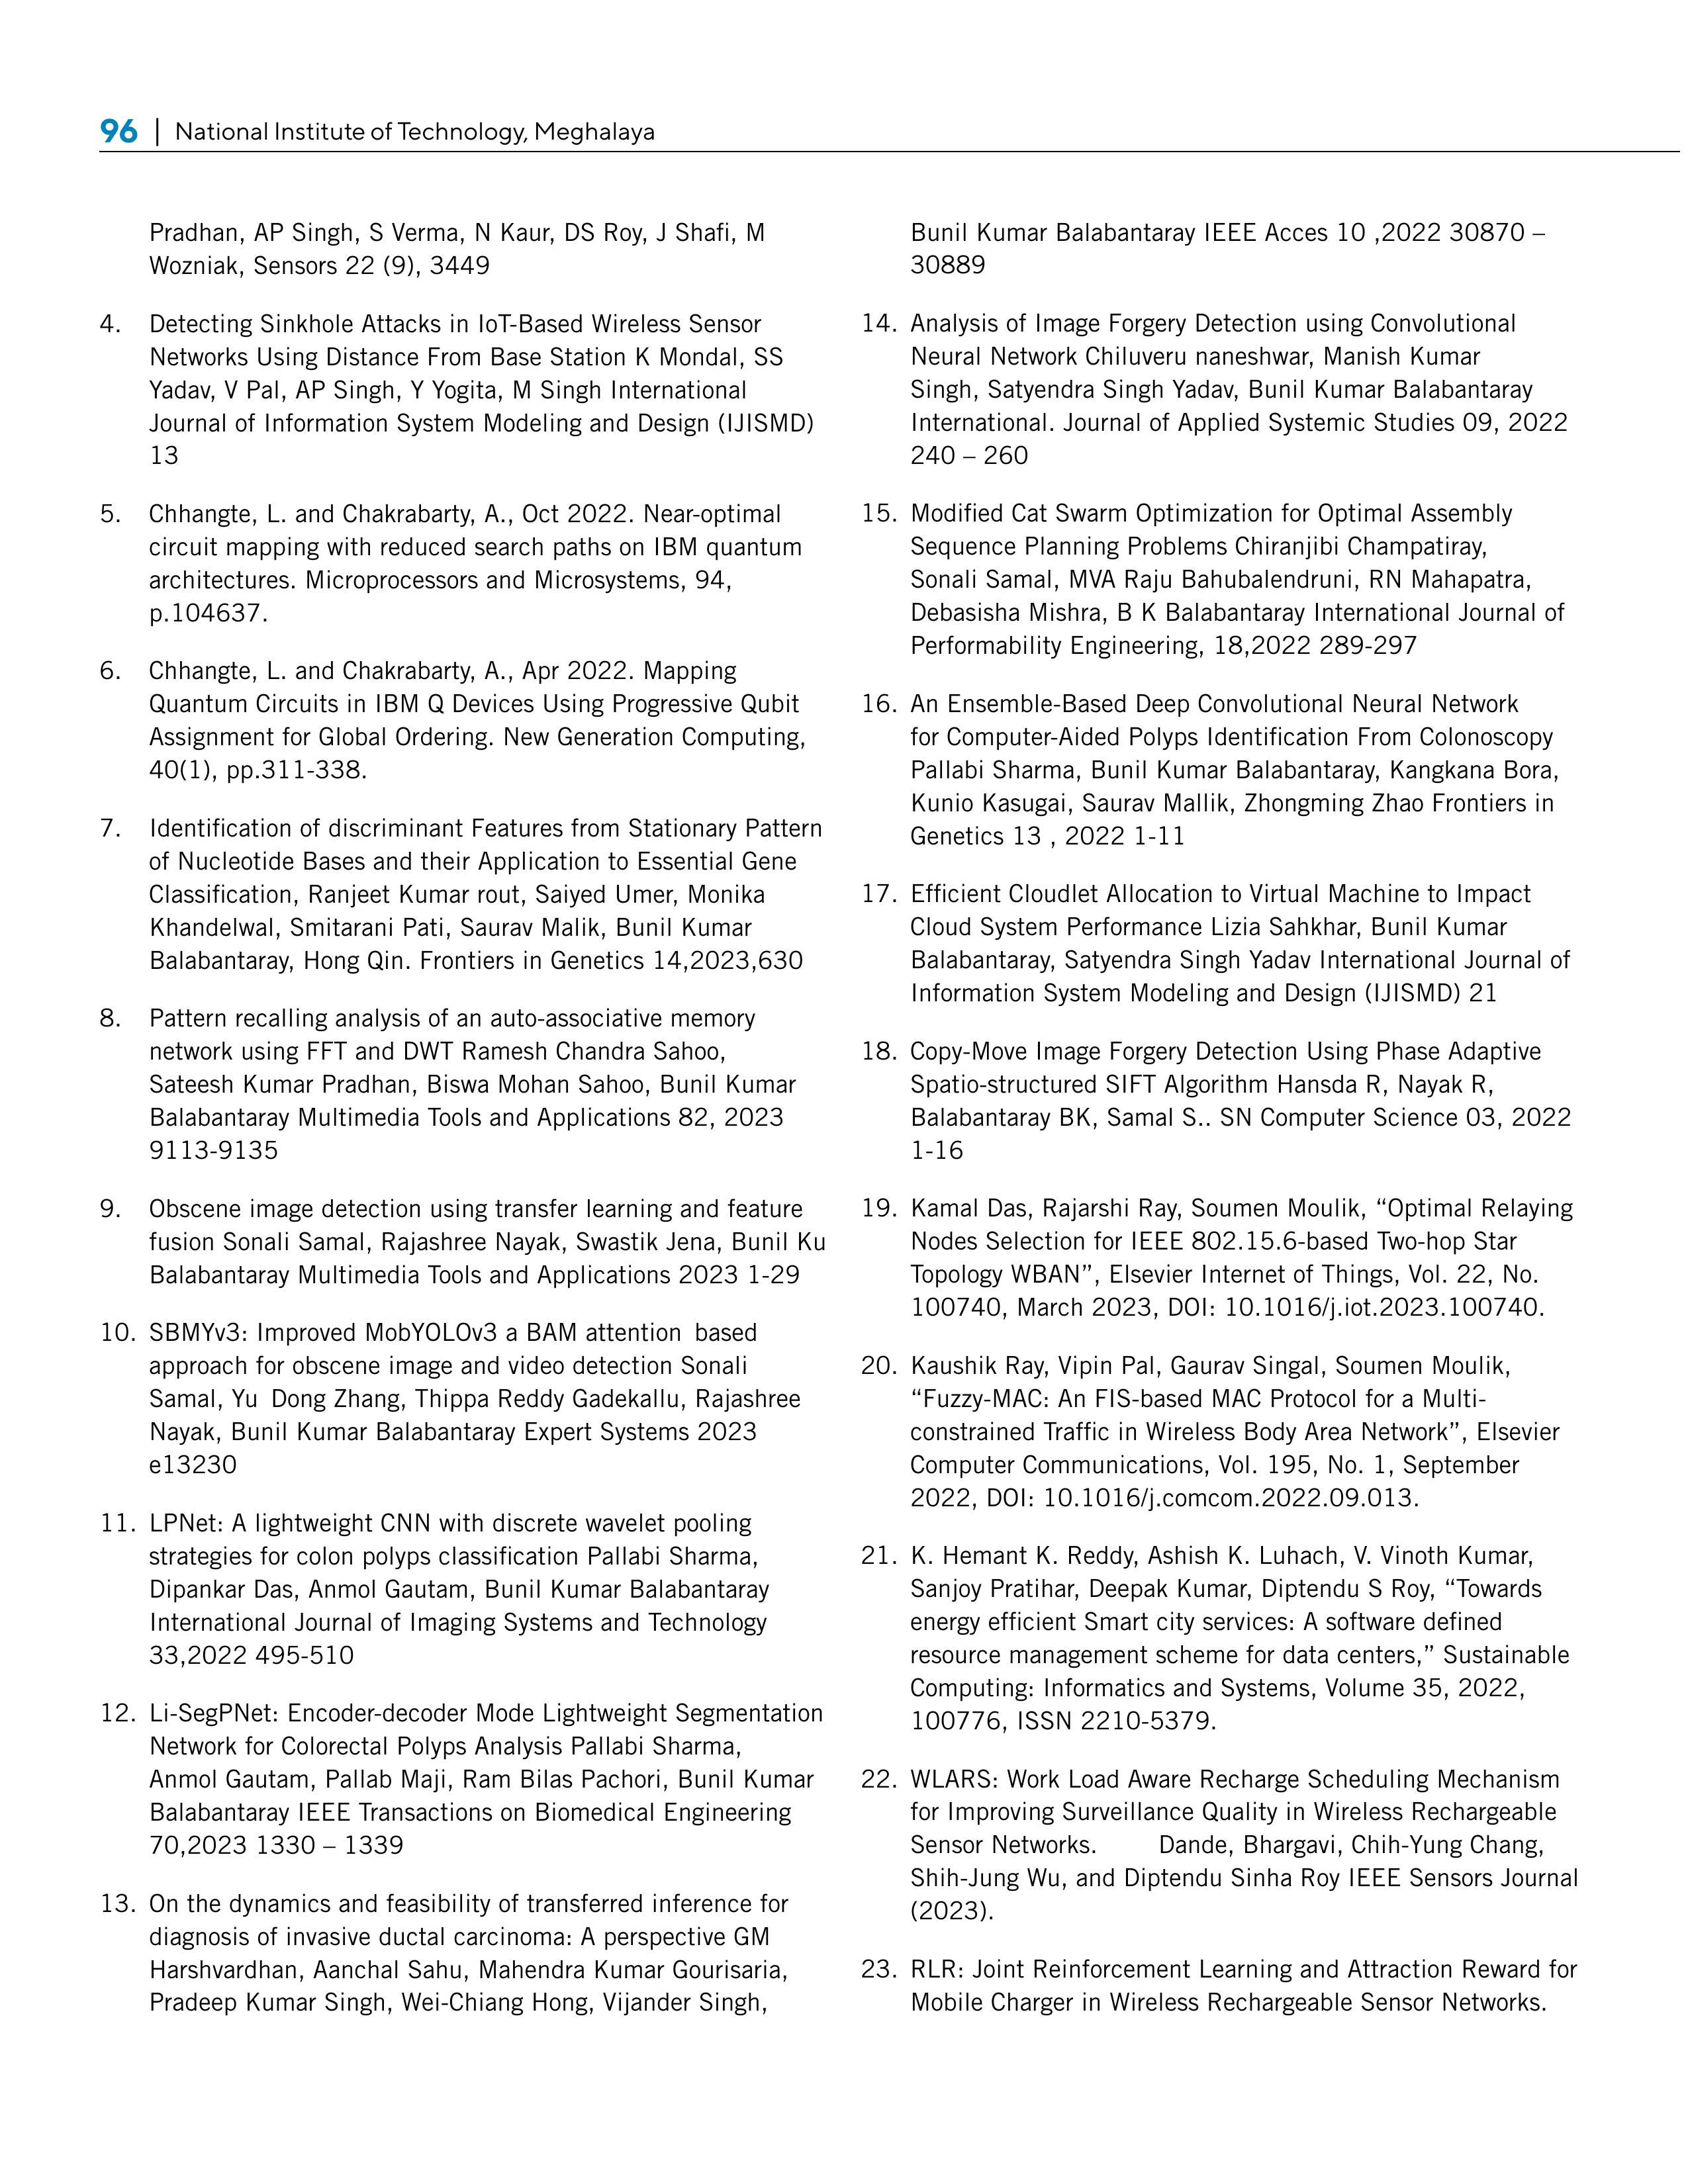 96 | National Institute of Technology, Meghalaya
Pradhan, AP Singh, S Verma, N Kaur, DS Roy, J Shafi, M
Wozniak, Sensors 22 (9), 3449
4. Detecting Sinkhole Attacks in IoT-Based Wireless Sensor
Networks Using Distance From Base Station K Mondal, SS
Yadav, V Pal, AP Singh, Y Yogita, M Singh International
Journal of Information System Modeling and Design (IJISMD)
13
5. Chhangte, L. and Chakrabarty, A., Oct 2022. Near-optimal
circuit mapping with reduced search paths on IBM quantum
architectures. Microprocessors and Microsystems, 94,
p.104637.
6. Chhangte, L. and Chakrabarty, A., Apr 2022. Mapping
Quantum Circuits in IBM Q Devices Using Progressive Qubit
Assignment for Global Ordering. New Generation Computing,
40(1), pp.311-338.
7. Identification of discriminant Features from Stationary Pattern
of Nucleotide Bases and their Application to Essential Gene
Classification, Ranjeet Kumar rout, Saiyed Umer, Monika
Khandelwal, Smitarani Pati, Saurav Malik, Bunil Kumar
Balabantaray, Hong Qin. Frontiers in Genetics 14,2023,630
8. Pattern recalling analysis of an auto-associative memory
network using FFT and DWT Ramesh Chandra Sahoo,
Sateesh Kumar Pradhan, Biswa Mohan Sahoo, Bunil Kumar
Balabantaray Multimedia Tools and Applications 82, 2023
9113-9135
9. Obscene image detection using transfer learning and feature
fusion Sonali Samal, Rajashree Nayak, Swastik Jena, Bunil Ku
Balabantaray Multimedia Tools and Applications 2023 1-29
10. SBMYv3: Improved MobYOLOv3 a BAM attention based
approach for obscene image and video detection Sonali
Samal, Yu Dong Zhang, Thippa Reddy Gadekallu, Rajashree
Nayak, Bunil Kumar Balabantaray Expert Systems 2023
e13230
11. LPNet: A lightweight CNN with discrete wavelet pooling
strategies for colon polyps classification Pallabi Sharma,
Dipankar Das, Anmol Gautam, Bunil Kumar Balabantaray
International Journal of Imaging Systems and Technology
33,2022 495-510
12. Li-SegPNet: Encoder-decoder Mode Lightweight Segmentation
Network for Colorectal Polyps Analysis Pallabi Sharma,
Anmol Gautam, Pallab Maji, Ram Bilas Pachori, Bunil Kumar
Balabantaray IEEE Transactions on Biomedical Engineering
70,2023 1330 – 1339
13. On the dynamics and feasibility of transferred inference for
diagnosis of invasive ductal carcinoma: A perspective GM
Harshvardhan, Aanchal Sahu, Mahendra Kumar Gourisaria,
Pradeep Kumar Singh, Wei-Chiang Hong, Vijander Singh,
Bunil Kumar Balabantaray IEEE Acces 10 ,2022 30870 –
30889
14. Analysis of Image Forgery Detection using Convolutional
Neural Network Chiluveru naneshwar, Manish Kumar
Singh, Satyendra Singh Yadav, Bunil Kumar Balabantaray
International. Journal of Applied Systemic Studies 09, 2022
240 – 260
15. Modified Cat Swarm Optimization for Optimal Assembly
Sequence Planning Problems Chiranjibi Champatiray,
Sonali Samal, MVA Raju Bahubalendruni, RN Mahapatra,
Debasisha Mishra, B K Balabantaray International Journal of
Performability Engineering, 18,2022 289-297
16. An Ensemble-Based Deep Convolutional Neural Network
for Computer-Aided Polyps Identification From Colonoscopy
Pallabi Sharma, Bunil Kumar Balabantaray, Kangkana Bora,
Kunio Kasugai, Saurav Mallik, Zhongming Zhao Frontiers in
Genetics 13 , 2022 1-11
17. Efficient Cloudlet Allocation to Virtual Machine to Impact
Cloud System Performance Lizia Sahkhar, Bunil Kumar
Balabantaray, Satyendra Singh Yadav International Journal of
Information System Modeling and Design (IJISMD) 21
18. Copy-Move Image Forgery Detection Using Phase Adaptive
Spatio-structured SIFT Algorithm Hansda R, Nayak R,
Balabantaray BK, Samal S.. SN Computer Science 03, 2022
1-16
19. Kamal Das, Rajarshi Ray, Soumen Moulik, “Optimal Relaying
Nodes Selection for IEEE 802.15.6-based Two-hop Star
Topology WBAN”, Elsevier Internet of Things, Vol. 22, No.
100740, March 2023, DOI: 10.1016/j.iot.2023.100740.
20. Kaushik Ray, Vipin Pal, Gaurav Singal, Soumen Moulik,
“Fuzzy-MAC: An FIS-based MAC Protocol for a Multi-
constrained Traffic in Wireless Body Area Network”, Elsevier
Computer Communications, Vol. 195, No. 1, September
2022, DOI: 10.1016/j.comcom.2022.09.013.
21. K. Hemant K. Reddy, Ashish K. Luhach, V. Vinoth Kumar,
Sanjoy Pratihar, Deepak Kumar, Diptendu S Roy, “Towards
energy efficient Smart city services: A software defined
resource management scheme for data centers,” Sustainable
Computing: Informatics and Systems, Volume 35, 2022,
100776, ISSN 2210-5379.
22. WLARS: Work Load Aware Recharge Scheduling Mechanism
for Improving Surveillance Quality in Wireless Rechargeable
Sensor Networks. Dande, Bhargavi, Chih-Yung Chang,
Shih-Jung Wu, and Diptendu Sinha Roy IEEE Sensors Journal
(2023).
23. RLR: Joint Reinforcement Learning and Attraction Reward for
Mobile Charger in Wireless Rechargeable Sensor Networks.